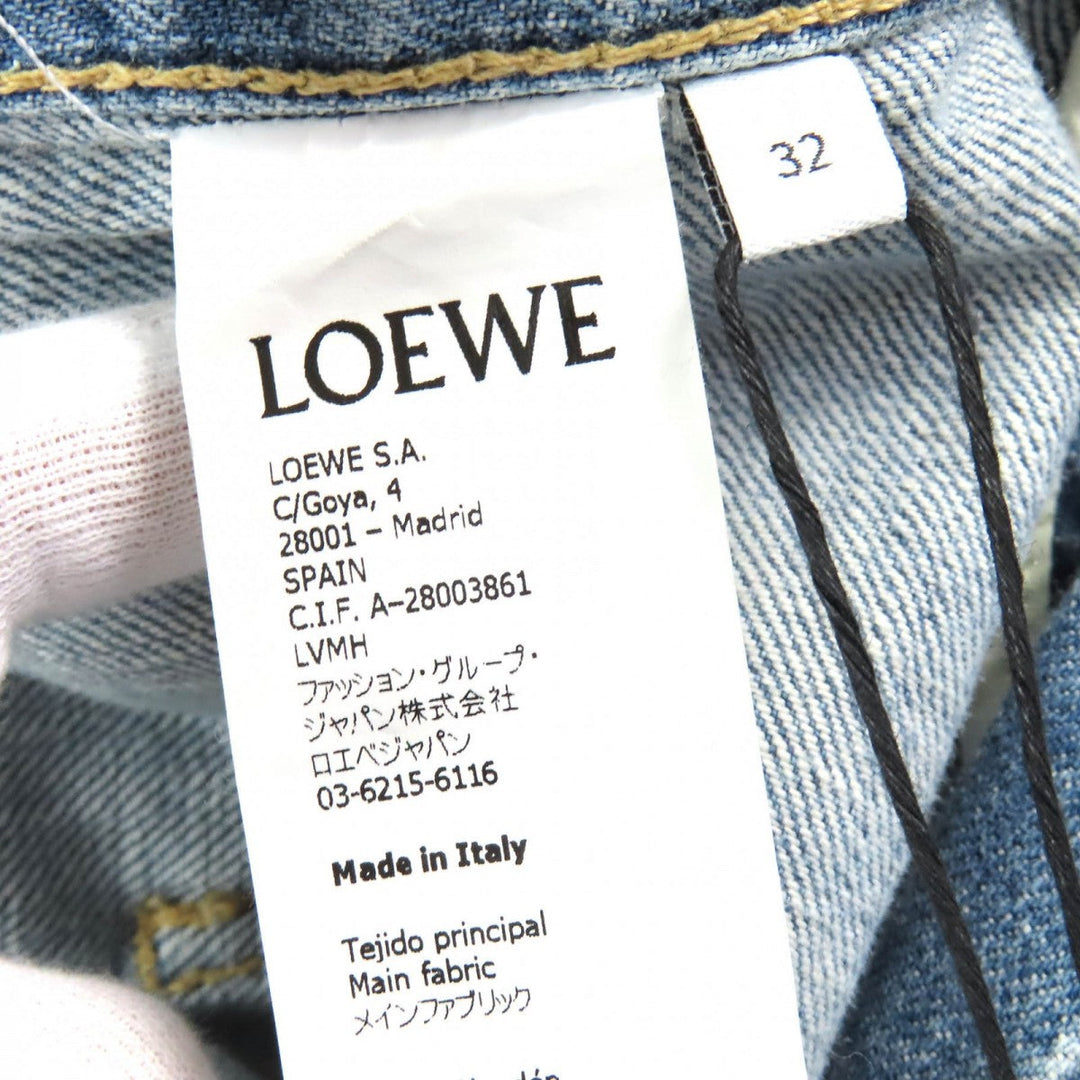 32
LOEWE
LOEWE S.A.
C/Goya, 4
28001 – Madrid
SPAIN
C.I.F. A–28003861
LVMH
ファッション・グループ・
ジャパン株式会社
ロエベジャパン
03-6215-6116
Made in Italy
Tejido principal
Main fabric
メインファブリック